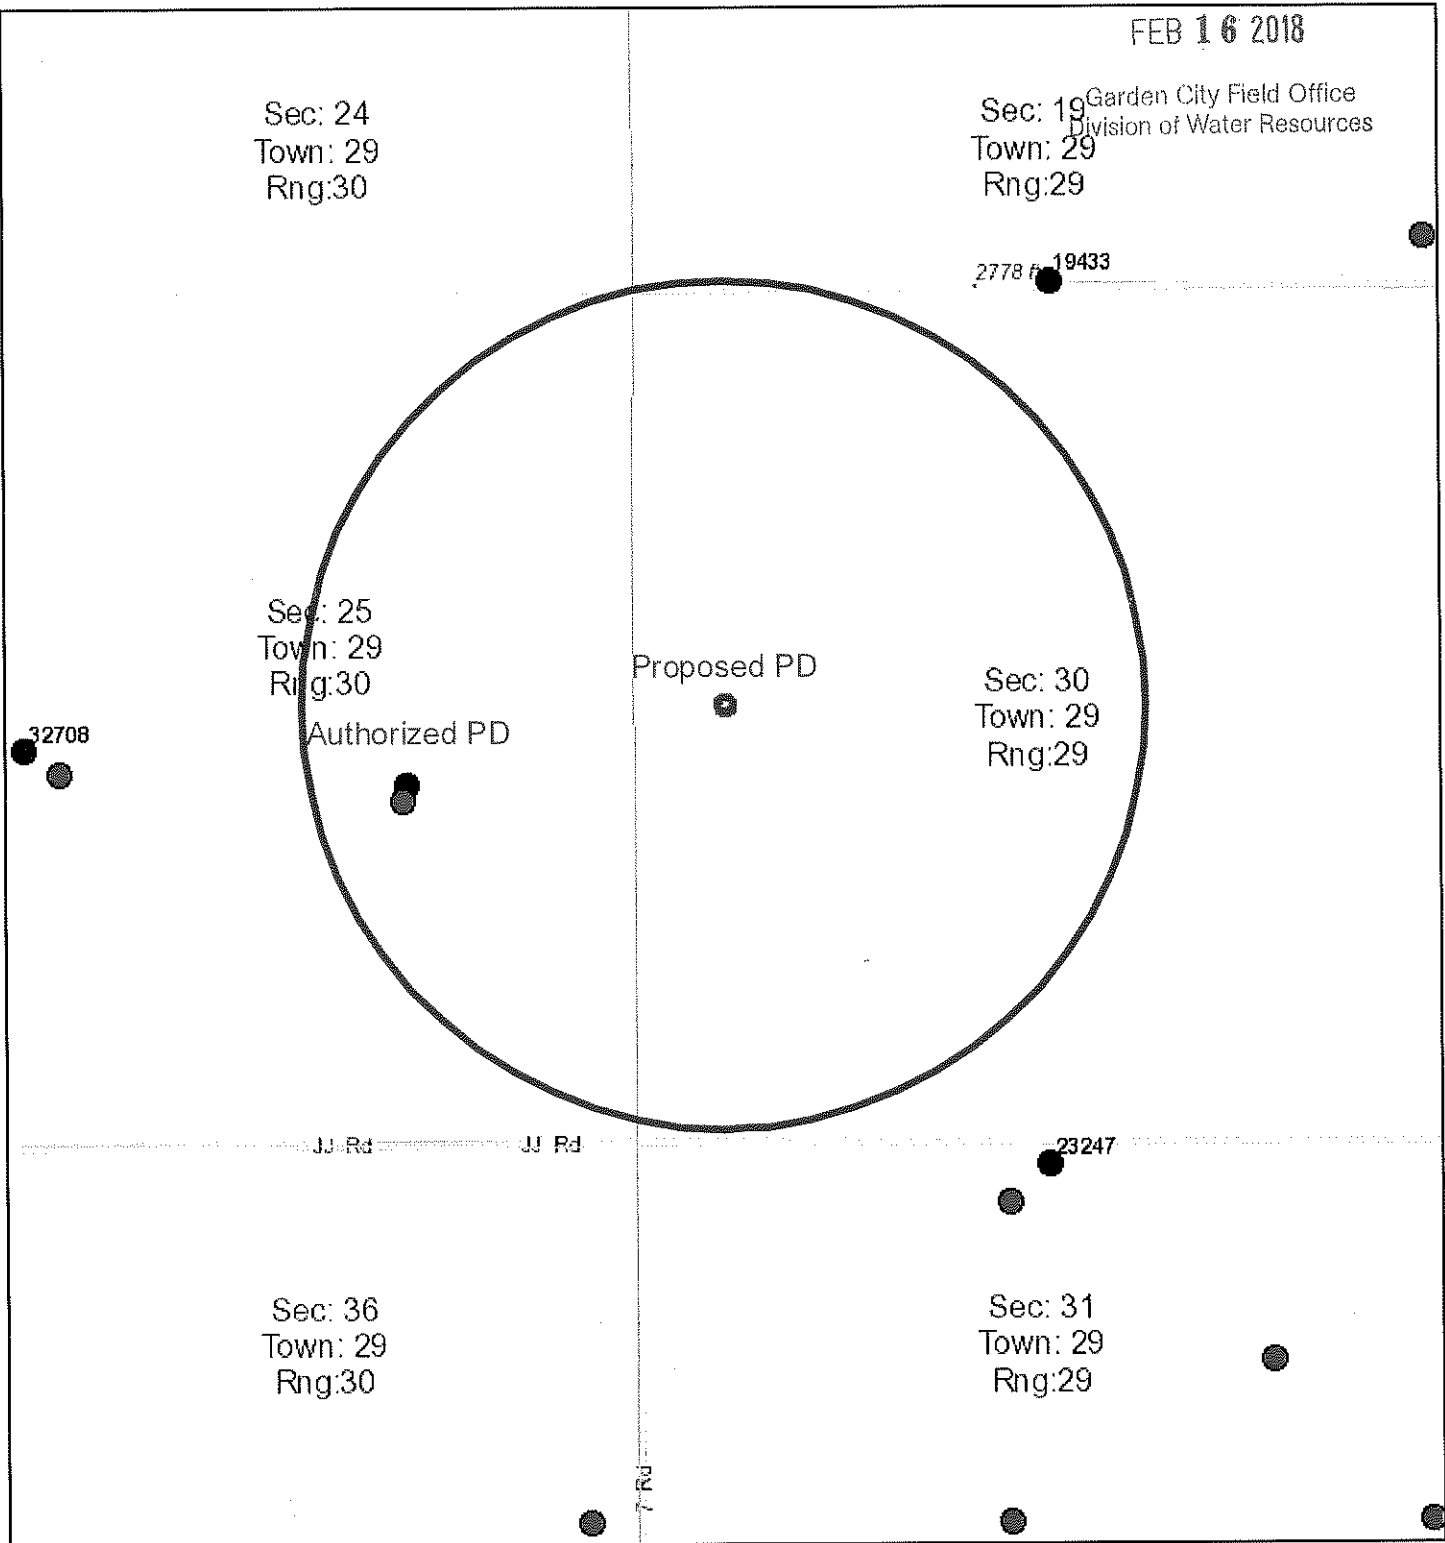 FEB 16 2018
Garden City Field Office
Division of Water Resources
Sec: 24
Town: 29
Rng:30
Sec: 19
Town: 29
Rng:29
2778 ft
19433
Sec: 25
Town: 29
Rng:30
Proposed PD
Sec: 30
Town: 29
Rng:29
Authorized PD
32708
JJ Rd
JJ Rd
23247
Sec: 36
Town: 29
Rng:30
Sec: 31
Town: 29
Rng:29
7 Rd